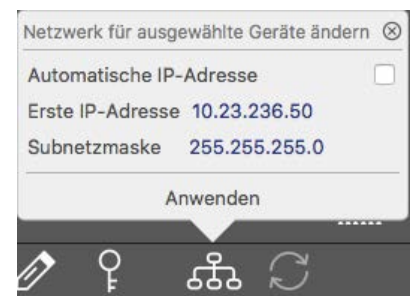 Netzwerk für ausgewählte Geräte ändern
Automatische IP-Adresse
Erste IP-Adresse 10.23.236.50
Subnetzmaske 255.255.255.0
Anwenden